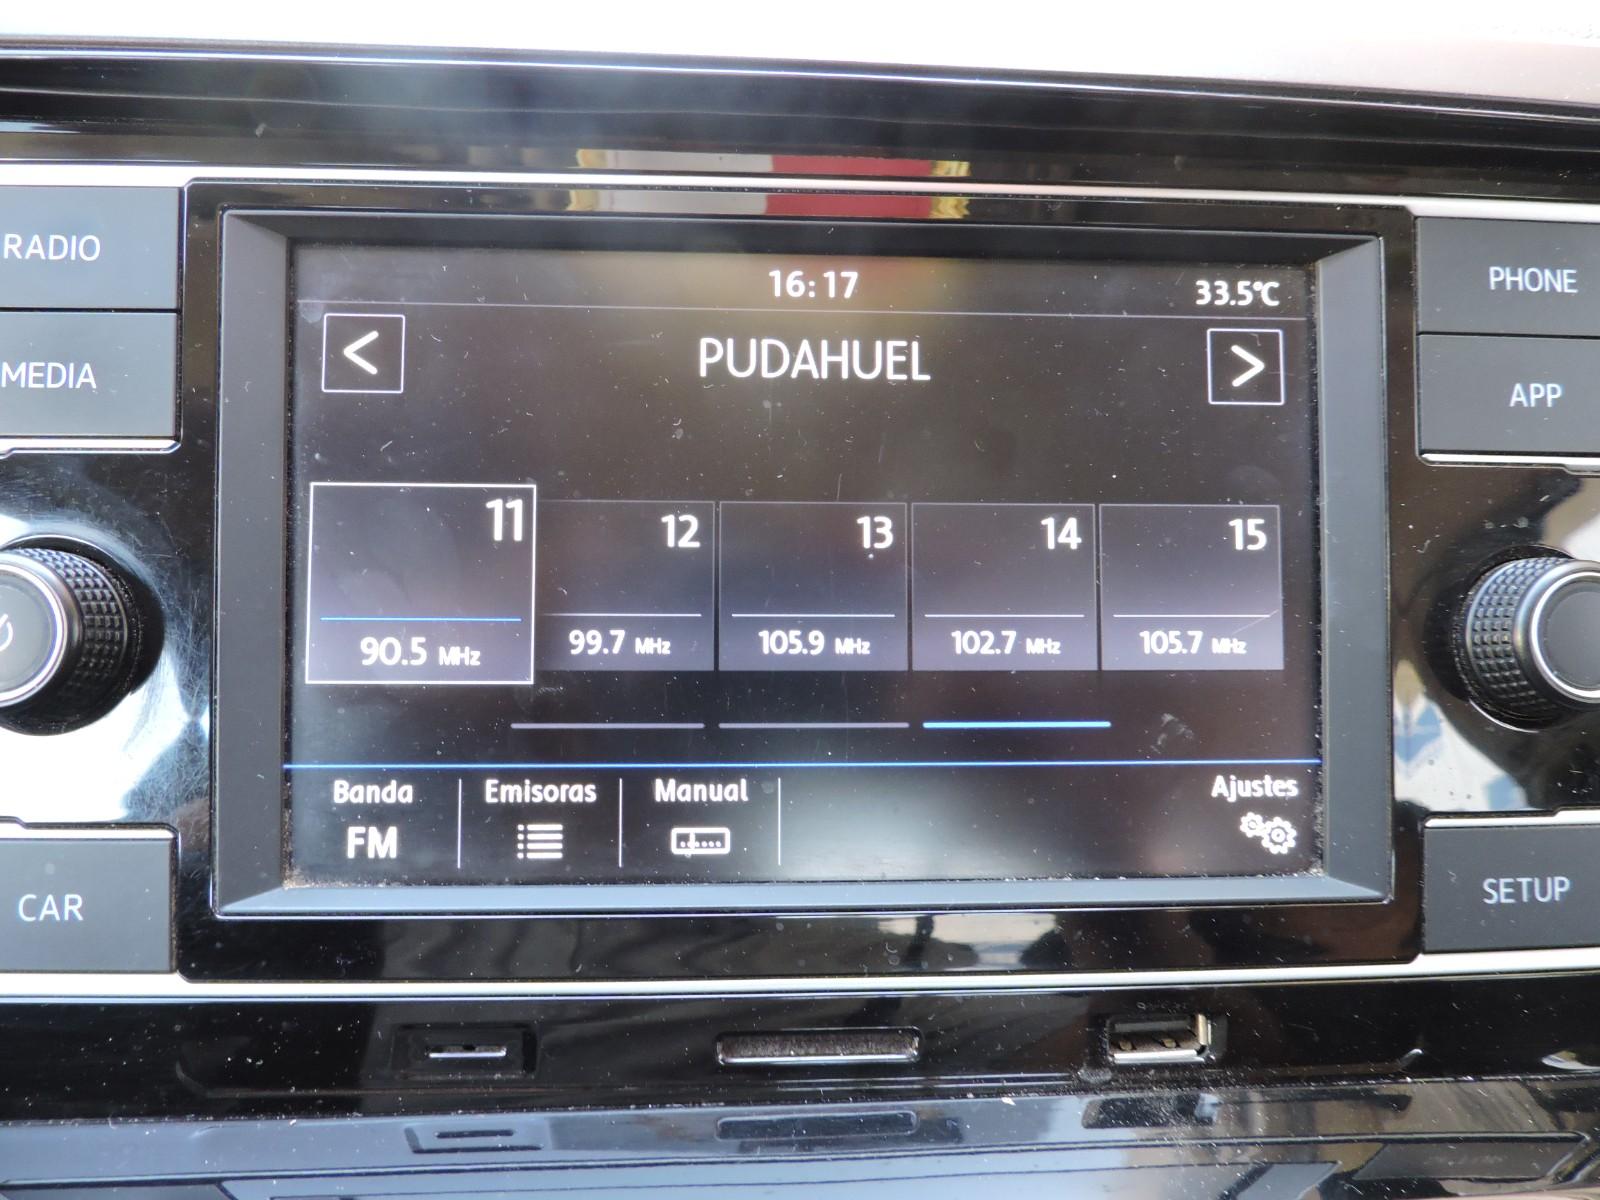 RADIO
MEDIA
CAR
16:17
33.5°C
<
PUDAHUEL
>
11
12
13
14
15
90.5 MHz
99.7 MHz
105.9 MHz
102.7 MHz
105.7 MHz
Banda
FM
Emisoras
Manual
Ajustes
PHONE
APP
SETUP